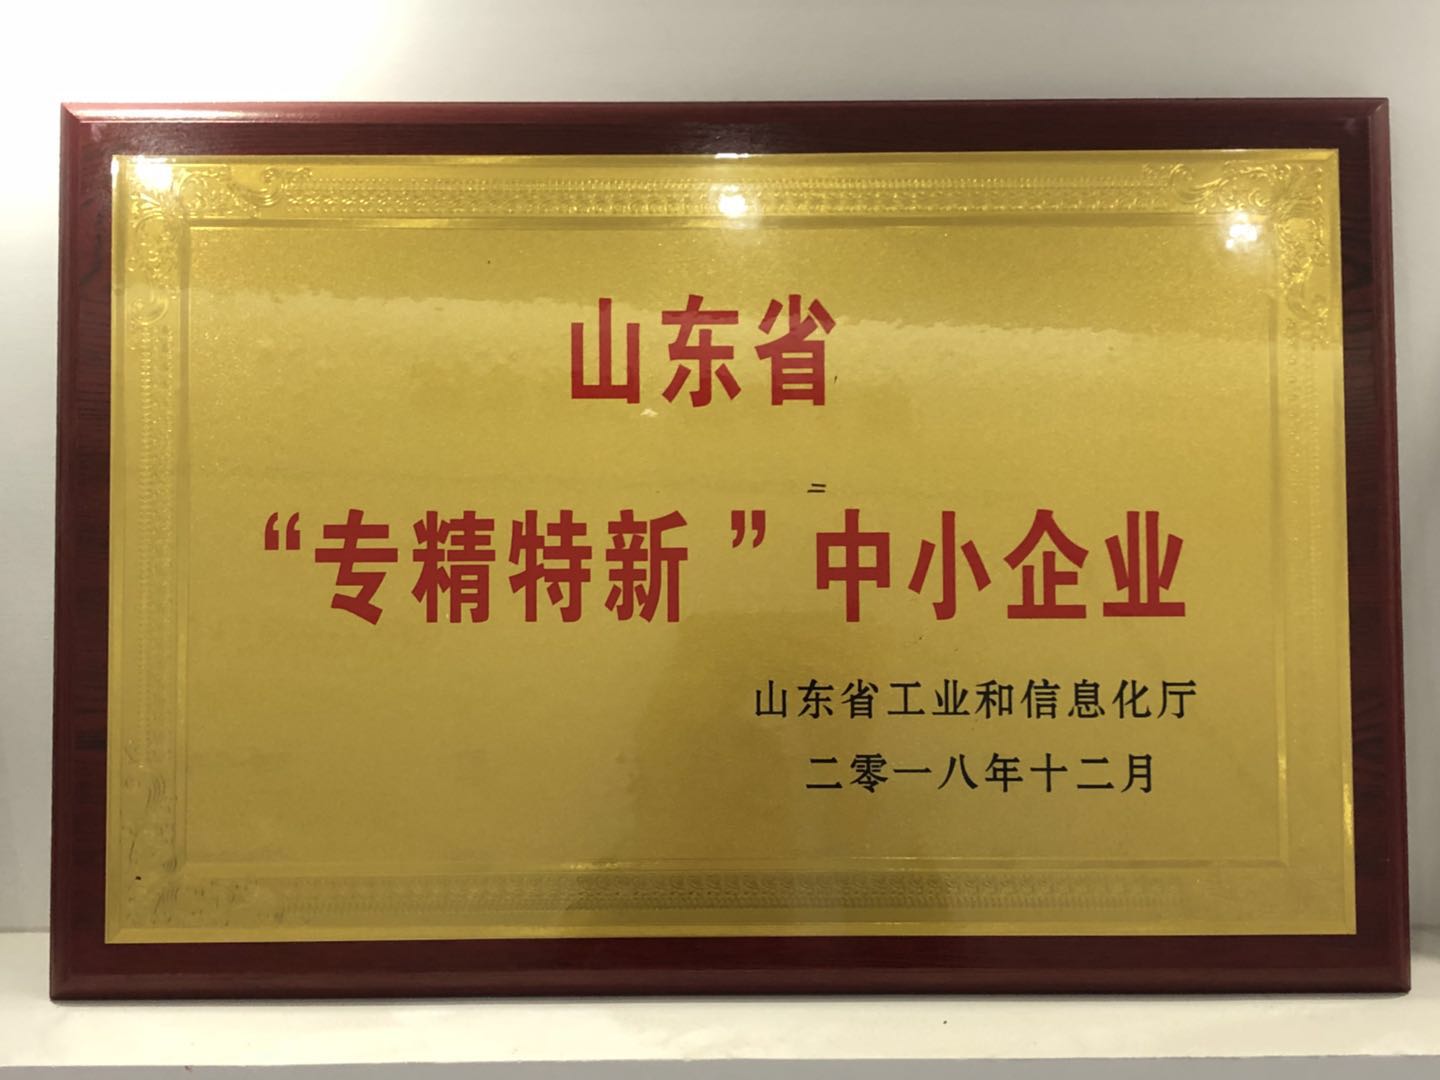 山东省
“专精特新”中小企业
山东省工业和信息化厅
二零一八年十二月